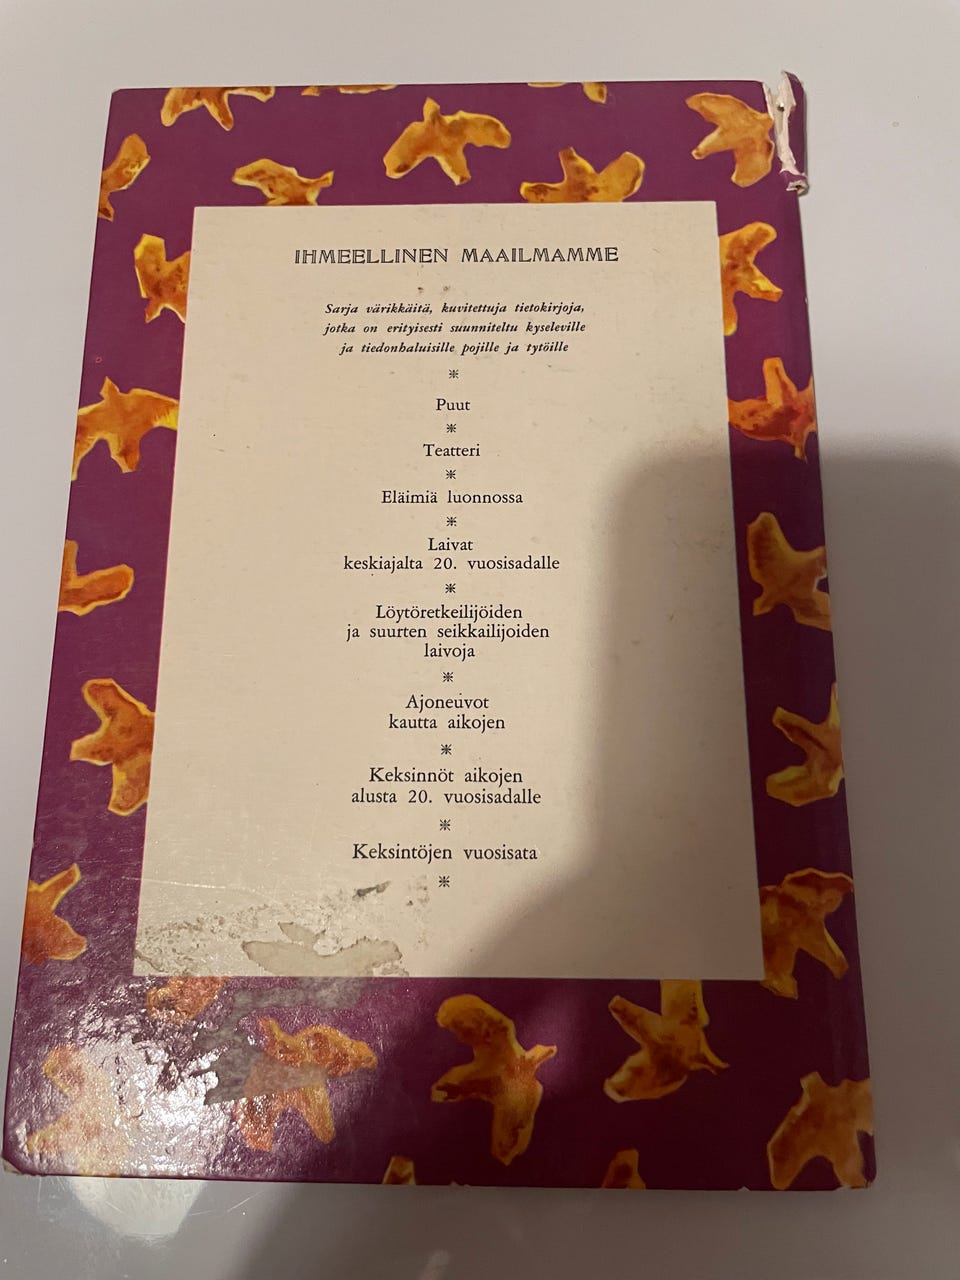 IHMEELLINEN MAAILMAMME
Sarja värikkäitä, kuvitettuja tietokirjoja,
jotka on erityisesti suunniteltu kyseleville
ja tiedonhaluisille pojille ja tytöille
Puut
Teatteri
Eläimiä luonnossa
Laivat
keskiajalta 20. vuosisadalle
Löytöretkeilijöiden
ja suurten seikkailijoiden
laivoja
Ajoneuvot
kautta aikojen
Keksinnöt aikojen
alusta 20. vuosisadalle
Keksintöjen vuosisata